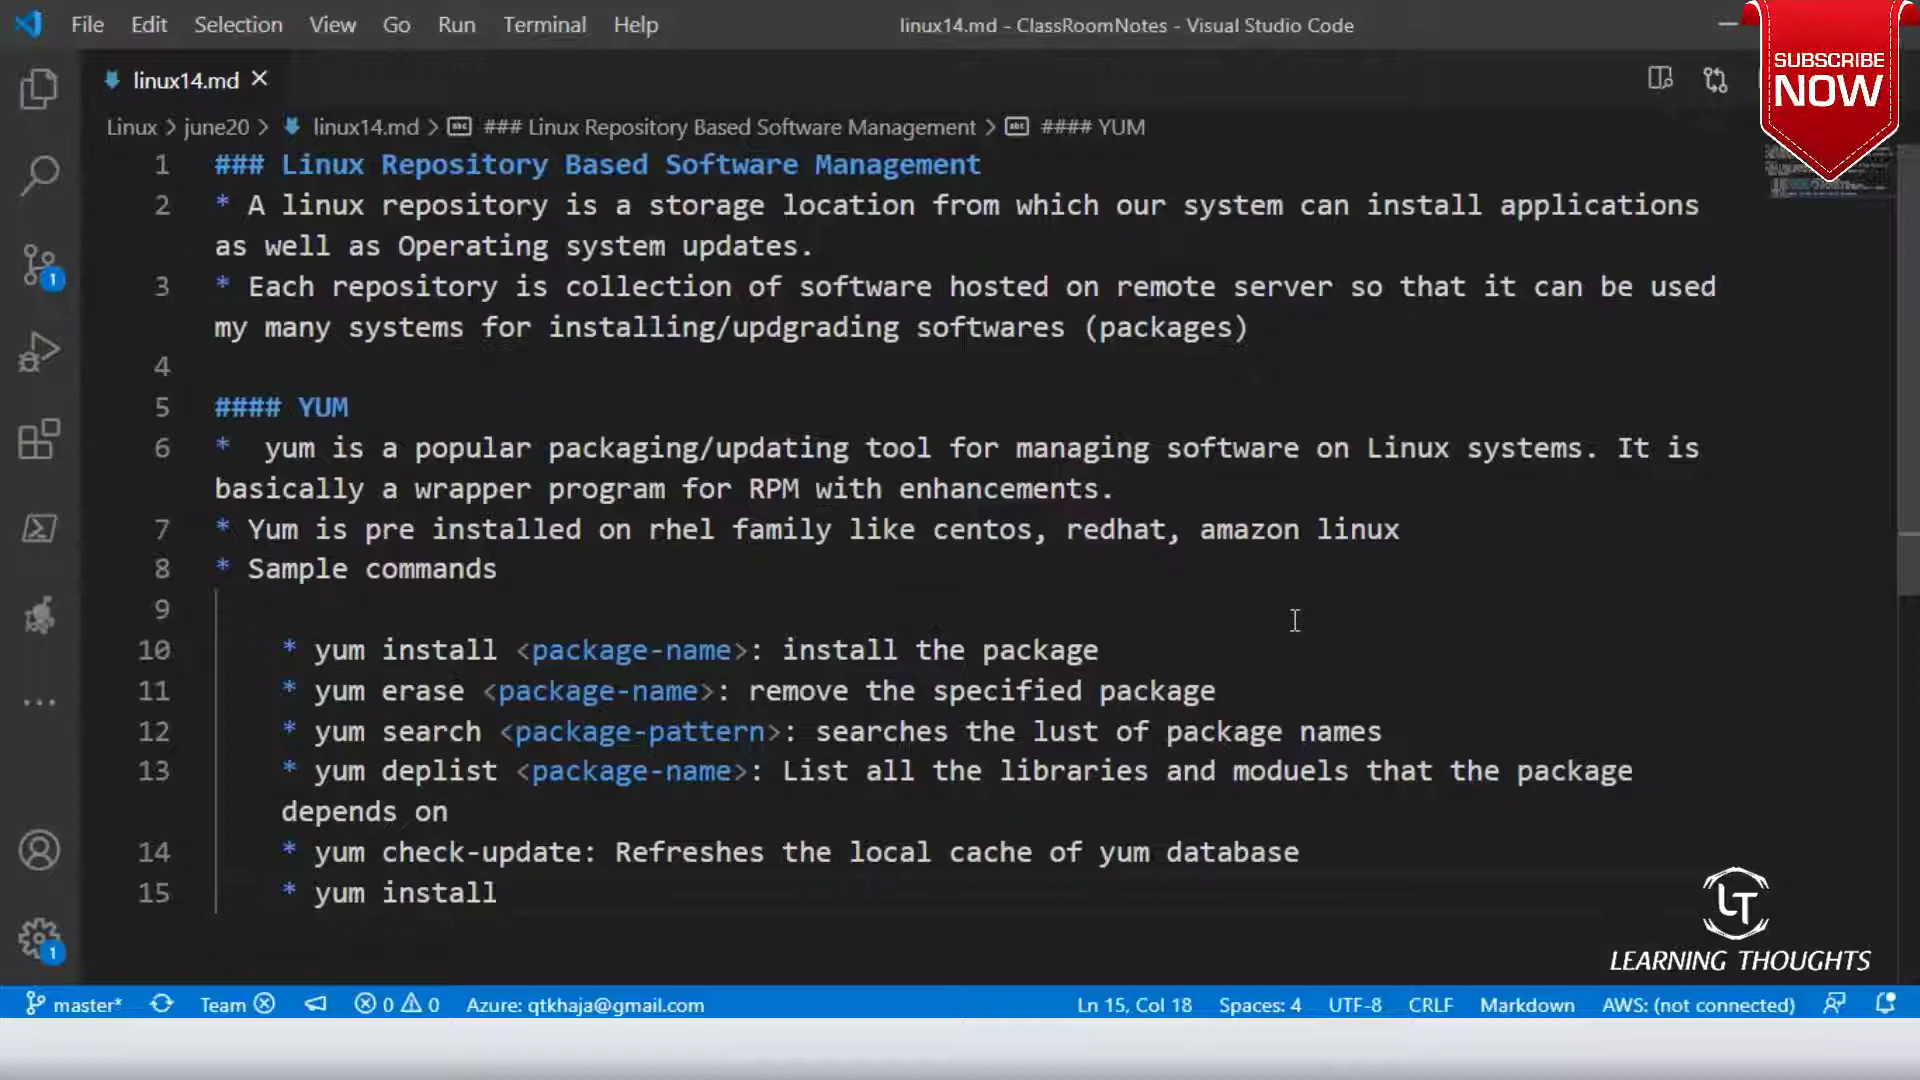 File Edit Selection View Go Run Terminal Help linux14.md - ClassRoomNotes - Visual Studio Code
SUBSCRIBE
NOW
linux14.md
Linux > june20 > linux14.md > ### Linux Repository Based Software Management > #### YUM
1 ### Linux Repository Based Software Management
2 * A linux repository is a storage location from which our system can install applications
as well as Operating system updates.
3 * Each repository is collection of software hosted on remote server so that it can be used
my many systems for installing/updgrading softwares (packages)
4
5 #### YUM
6 *  yum is a popular packaging/updating tool for managing software on Linux systems. It is
basically a wrapper program for RPM with enhancements.
7 * Yum is pre installed on rhel family like centos, redhat, amazon linux
8 * Sample commands
9
10 * yum install <package-name>: install the package
11 * yum erase <package-name>: remove the specified package
12 * yum search <package-pattern>: searches the lust of package names
13 * yum deplist <package-name>: List all the libraries and moduels that the package
depends on
14 * yum check-update: Refreshes the local cache of yum database
15 * yum install
1
1
LT
LEARNING THOUGHTS
master* Team 0 0 Azure: qtkhaja@gmail.com Ln 15, Col 18 Spaces: 4 UTF-8 CRLF Markdown AWS: (not connected)